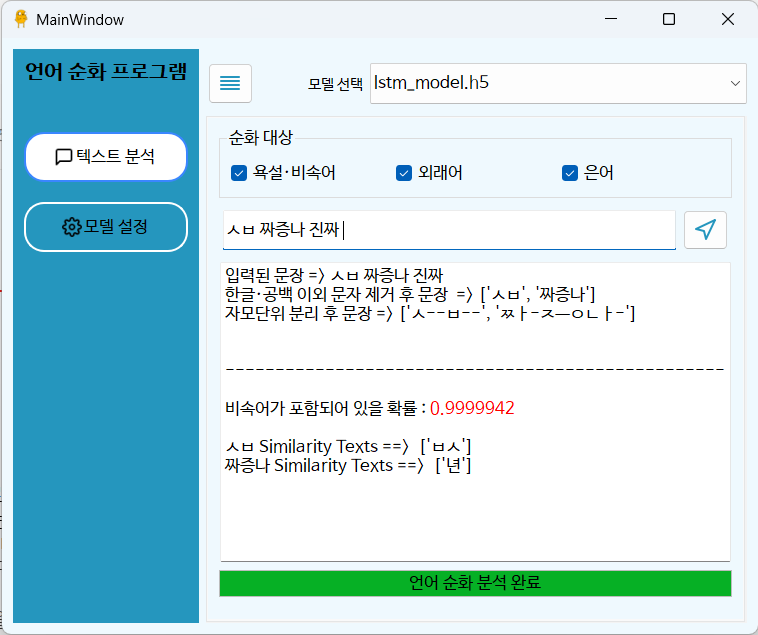 MainWindow
언어 순화 프로그램
모델 선택
lstm_model.h5
순화 대상
텍스트 분석
욕설·비속어
외래어
은어
모델 설정
ㅅㅂ 짜증나 진짜
입력된 문장 => ㅅㅂ 짜증나 진짜
한글·공백 이외 문자 제거 후 문장 => ['ㅅㅂ', '짜증나']
자모단위 분리 후 문장 => ['ㅅ--ㅂ--', 'ㅉㅏ-ㅈㅡㅇㄴㅏ-']
--------------------------------------------------
비속어가 포함되어 있을 확률 : 0.9999942
ㅅㅂ Similarity Texts ==> ['ㅂㅅ']
짜증나 Similarity Texts ==> ['년']
언어 순화 분석 완료